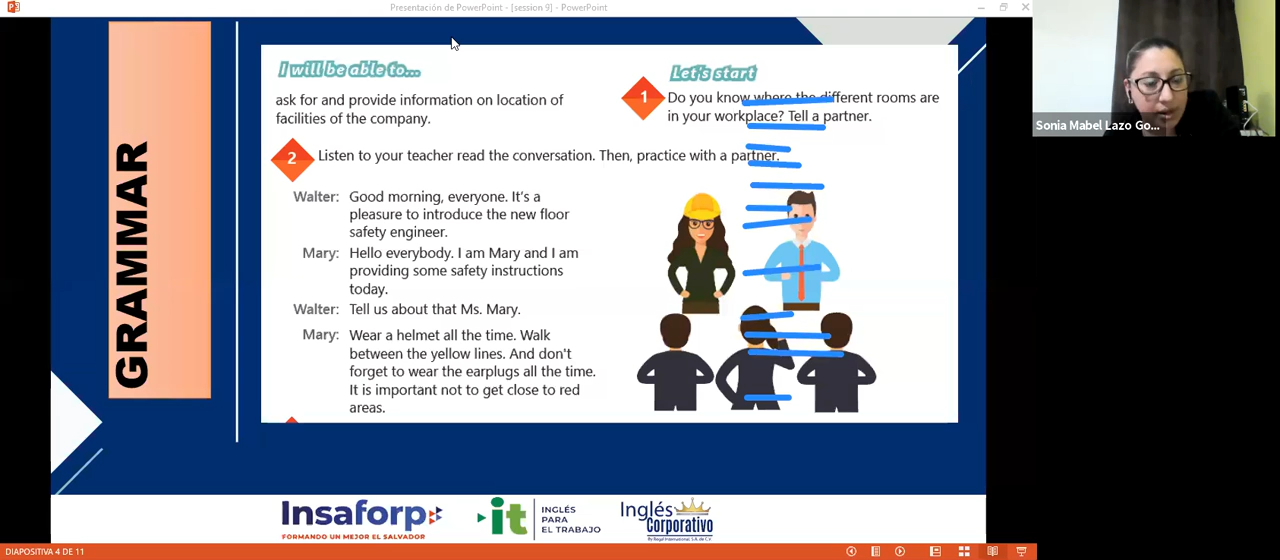 Presentación de PowerPoint - [session 9] - PowerPoint
GRAMMAR
I will be able to...
ask for and provide information on location of
facilities of the company.
Let's start
1 Do you know where the different rooms are
in your workplace? Tell a partner.
2 Listen to your teacher read the conversation. Then, practice with a partner.
Walter: Good morning, everyone. It's a
pleasure to introduce the new floor
safety engineer.
Mary: Hello everybody. I am Mary and I am
providing some safety instructions
today.
Walter: Tell us about that Ms. Mary.
Mary: Wear a helmet all the time. Walk
between the yellow lines. And don't
forget to wear the earplugs all the time.
It is important not to get close to red
areas.
Insaforp
FORMANDO UN MEJOR EL SALVADOR
it INGLÉS
PARA
EL TRABAJO
Inglés
Corporativo
Sonia Mabel Lazo Go...
DIAPOSITIVA 4 DE 11